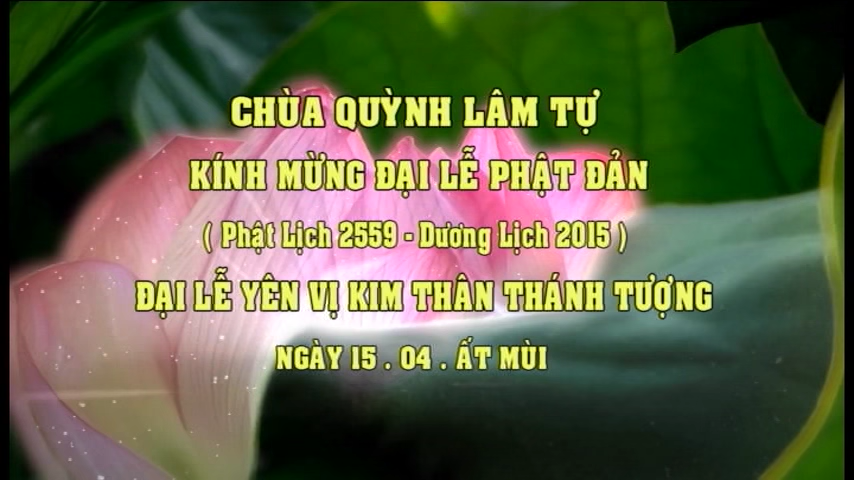 CHÙA QUỲNH LÂM TỰ
KÍNH MỪNG ĐẠI LỄ PHẬT ĐẢN
( Phật Lịch 2559 - Dương Lịch 2015 )
ĐẠI LỄ YÊN VỊ KIM THÂN THÁNH TƯỢNG
NGÀY 15 . 04 . ẤT MÙI